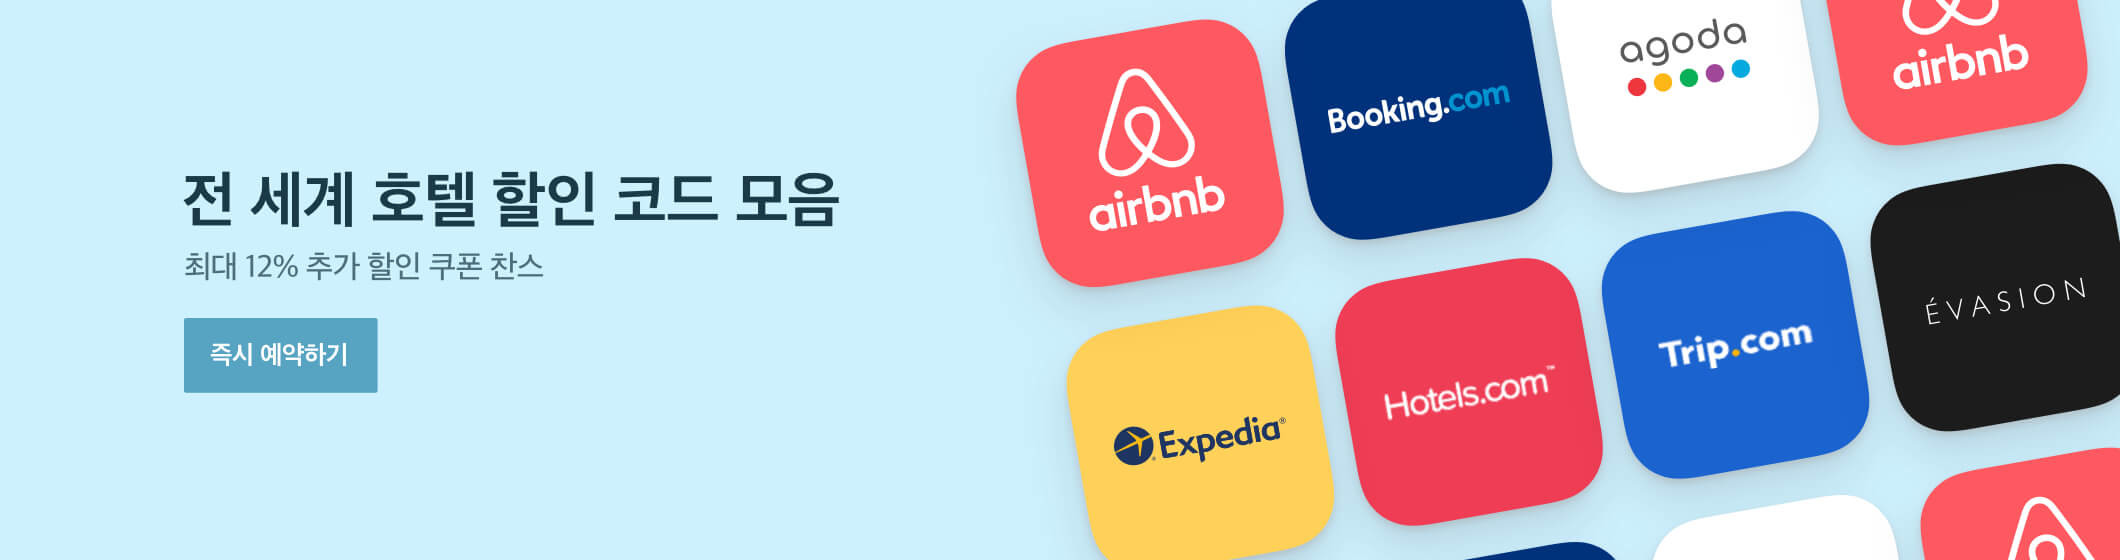 전 세계 호텔 할인 코드 모음
최대 12% 추가 할인 쿠폰 찬스
즉시 예약하기
airbnb
Booking.com
agoda
airbnb
Expedia®
Hotels.com™
Trip.com
ÉVASION